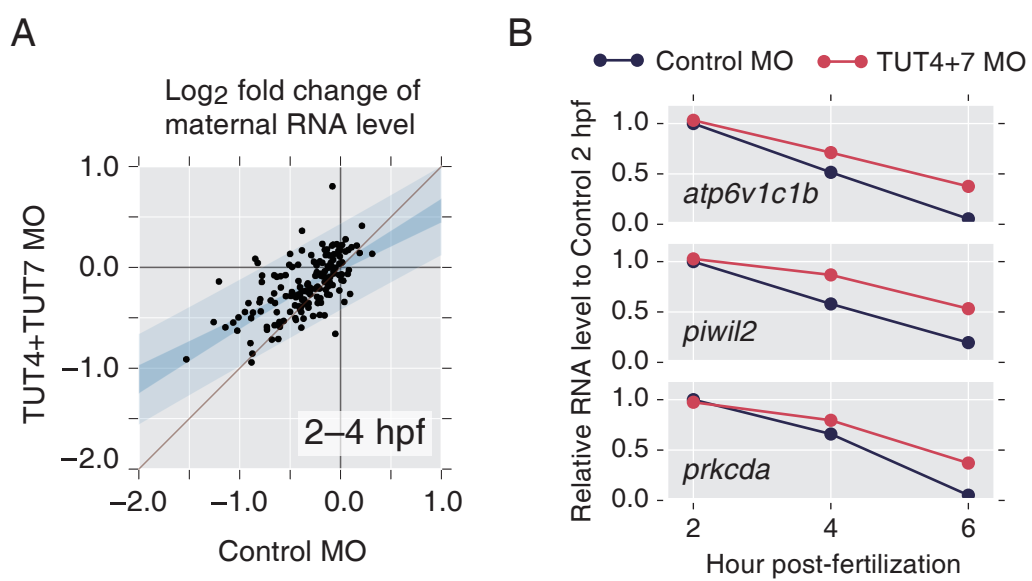 A
Log2 fold change of
maternal RNA level
TUT4+TUT7 MO
1.0
0.0
−1.0
−2.0
2–4 hpf
−2.0 −1.0 0.0 1.0
Control MO
B
Control MO TUT4+7 MO
Relative RNA level to Control 2 hpf
1.0
0.5
0.0
atp6v1c1b
1.0
0.5
0.0
piwil2
1.0
0.5
0.0
prkcda
2 4 6
Hour post-fertilization